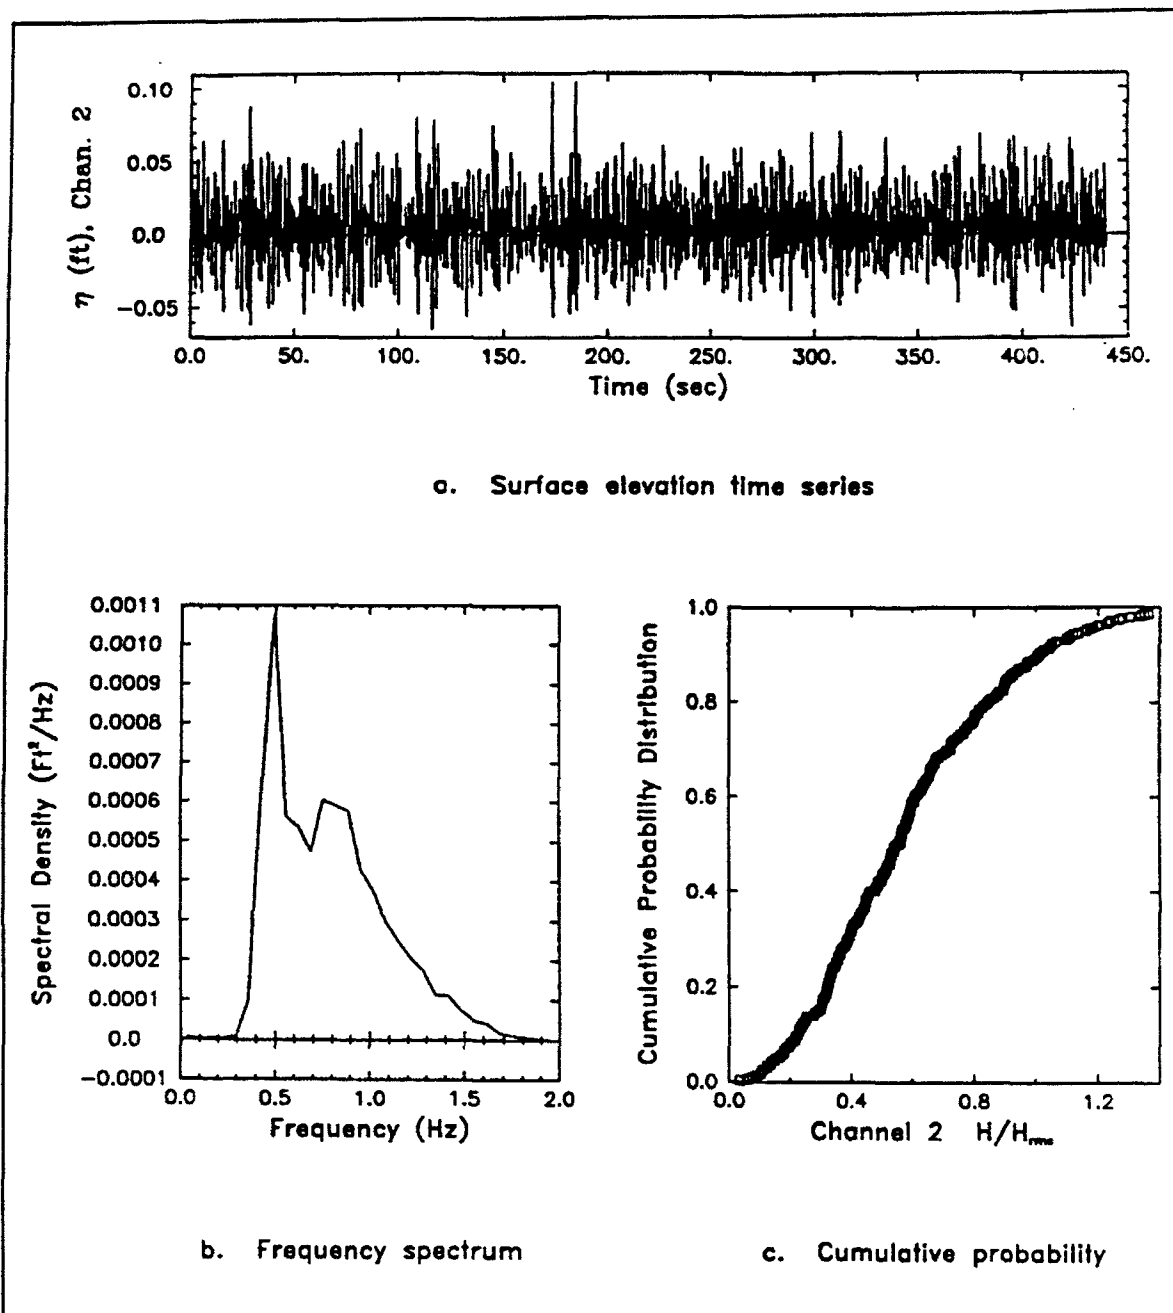 0.10
0.05
0.0
−0.05
η (ft), Chan. 2
0.0 50. 100. 150. 200. 250. 300. 350. 400. 450.
Time (sec)
a. Surface elevation time series
0.0011
0.0010
0.0009
0.0008
0.0007
0.0006
0.0005
0.0004
0.0003
0.0002
0.0001
0.0
−0.0001
Spectral Density (Ft²/Hz)
0.0 0.5 1.0 1.5 2.0
Frequency (Hz)
b. Frequency spectrum
1.0
0.8
0.6
0.4
0.2
0.0
Cumulative Probability Distribution
0.0 0.4 0.8 1.2
Channel 2 H/Hrms
c. Cumulative probability